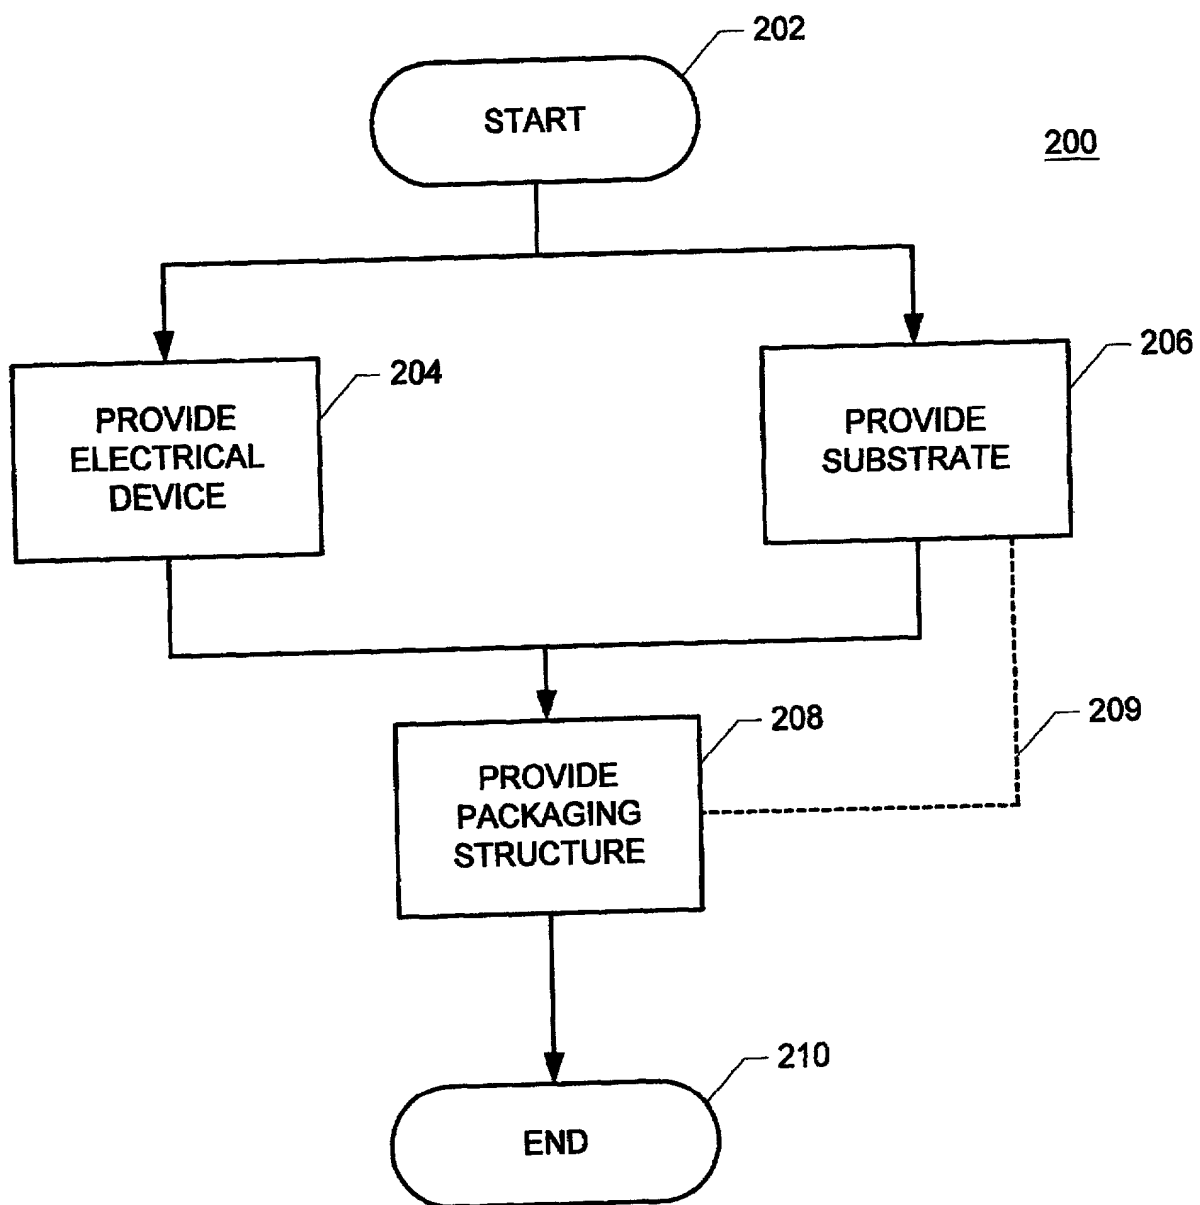 202
START
200
204
206
PROVIDE
ELECTRICAL
DEVICE
PROVIDE
SUBSTRATE
208
209
PROVIDE
PACKAGING
STRUCTURE
210
END